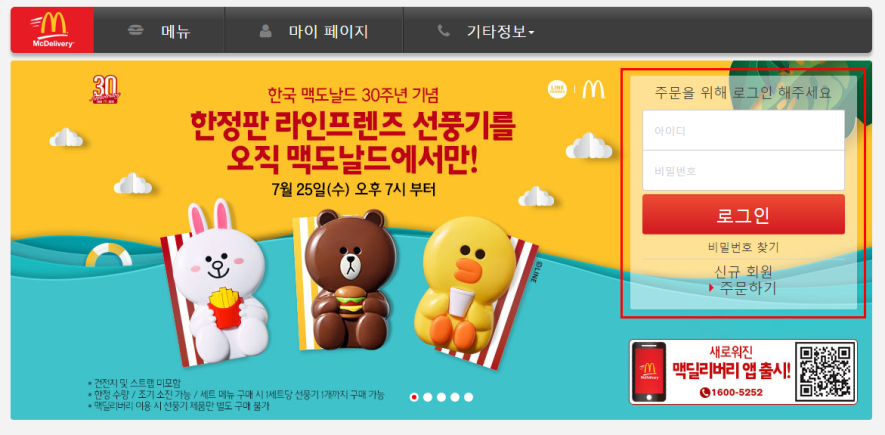 McDelivery
메뉴
마이 페이지
기타정보
30
한국 맥도날드 30주년 기념
한정판 라인프렌즈 선풍기를
오직 맥도날드에서만!
7월 25일(수) 오후 7시 부터
LINE
©LINE
* 건전지 및 스트랩 미포함
* 한정 수량 / 조기 소진 가능 / 세트 메뉴 구매 시 1세트당 선풍기 1개까지 구매 가능
* 맥딜리버리 이용 시 선풍기 제품만 별도 구매 불가
주문을 위해 로그인 해주세요
아이디
비밀번호
로그인
비밀번호 찾기
신규 회원
주문하기
새로워진
맥딜리버리 앱 출시!
1600-5252
McDelivery